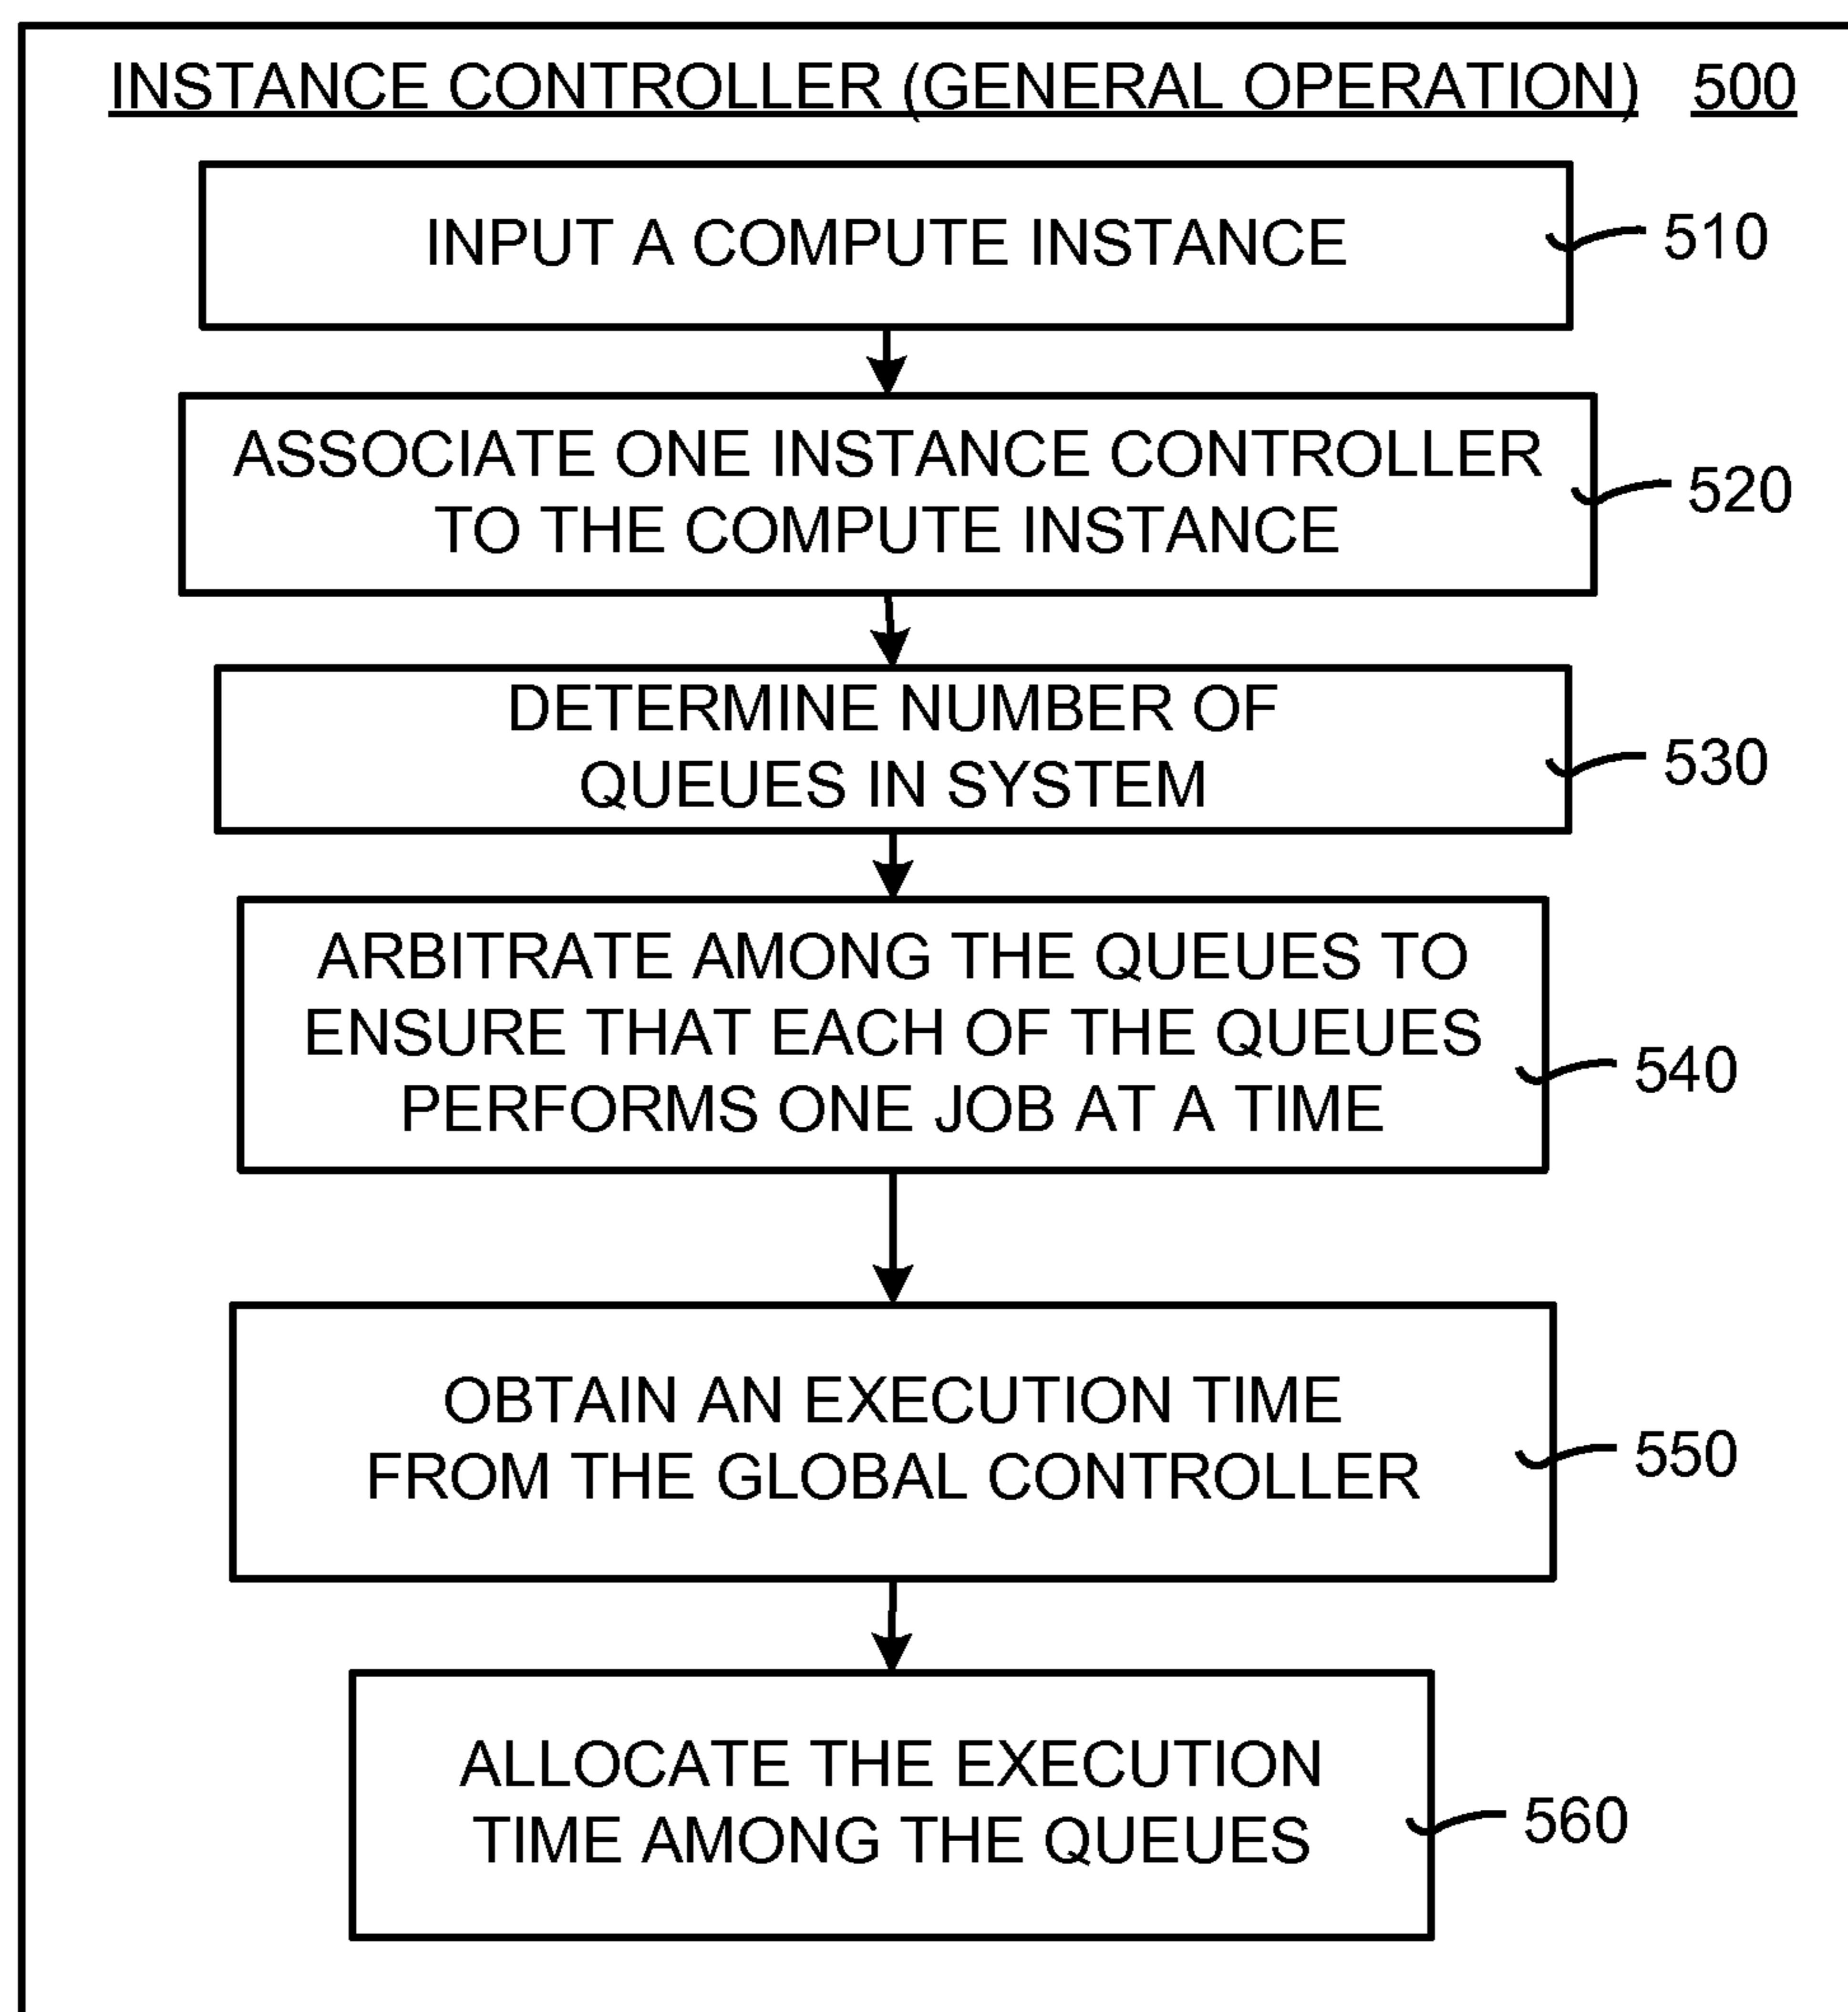 INSTANCE CONTROLLER (GENERAL OPERATION) 500
INPUT A COMPUTE INSTANCE
510
ASSOCIATE ONE INSTANCE CONTROLLER
TO THE COMPUTE INSTANCE
520
DETERMINE NUMBER OF
QUEUES IN SYSTEM
530
ARBITRATE AMONG THE QUEUES TO
ENSURE THAT EACH OF THE QUEUES
PERFORMS ONE JOB AT A TIME
540
OBTAIN AN EXECUTION TIME
FROM THE GLOBAL CONTROLLER
550
ALLOCATE THE EXECUTION
TIME AMONG THE QUEUES
560